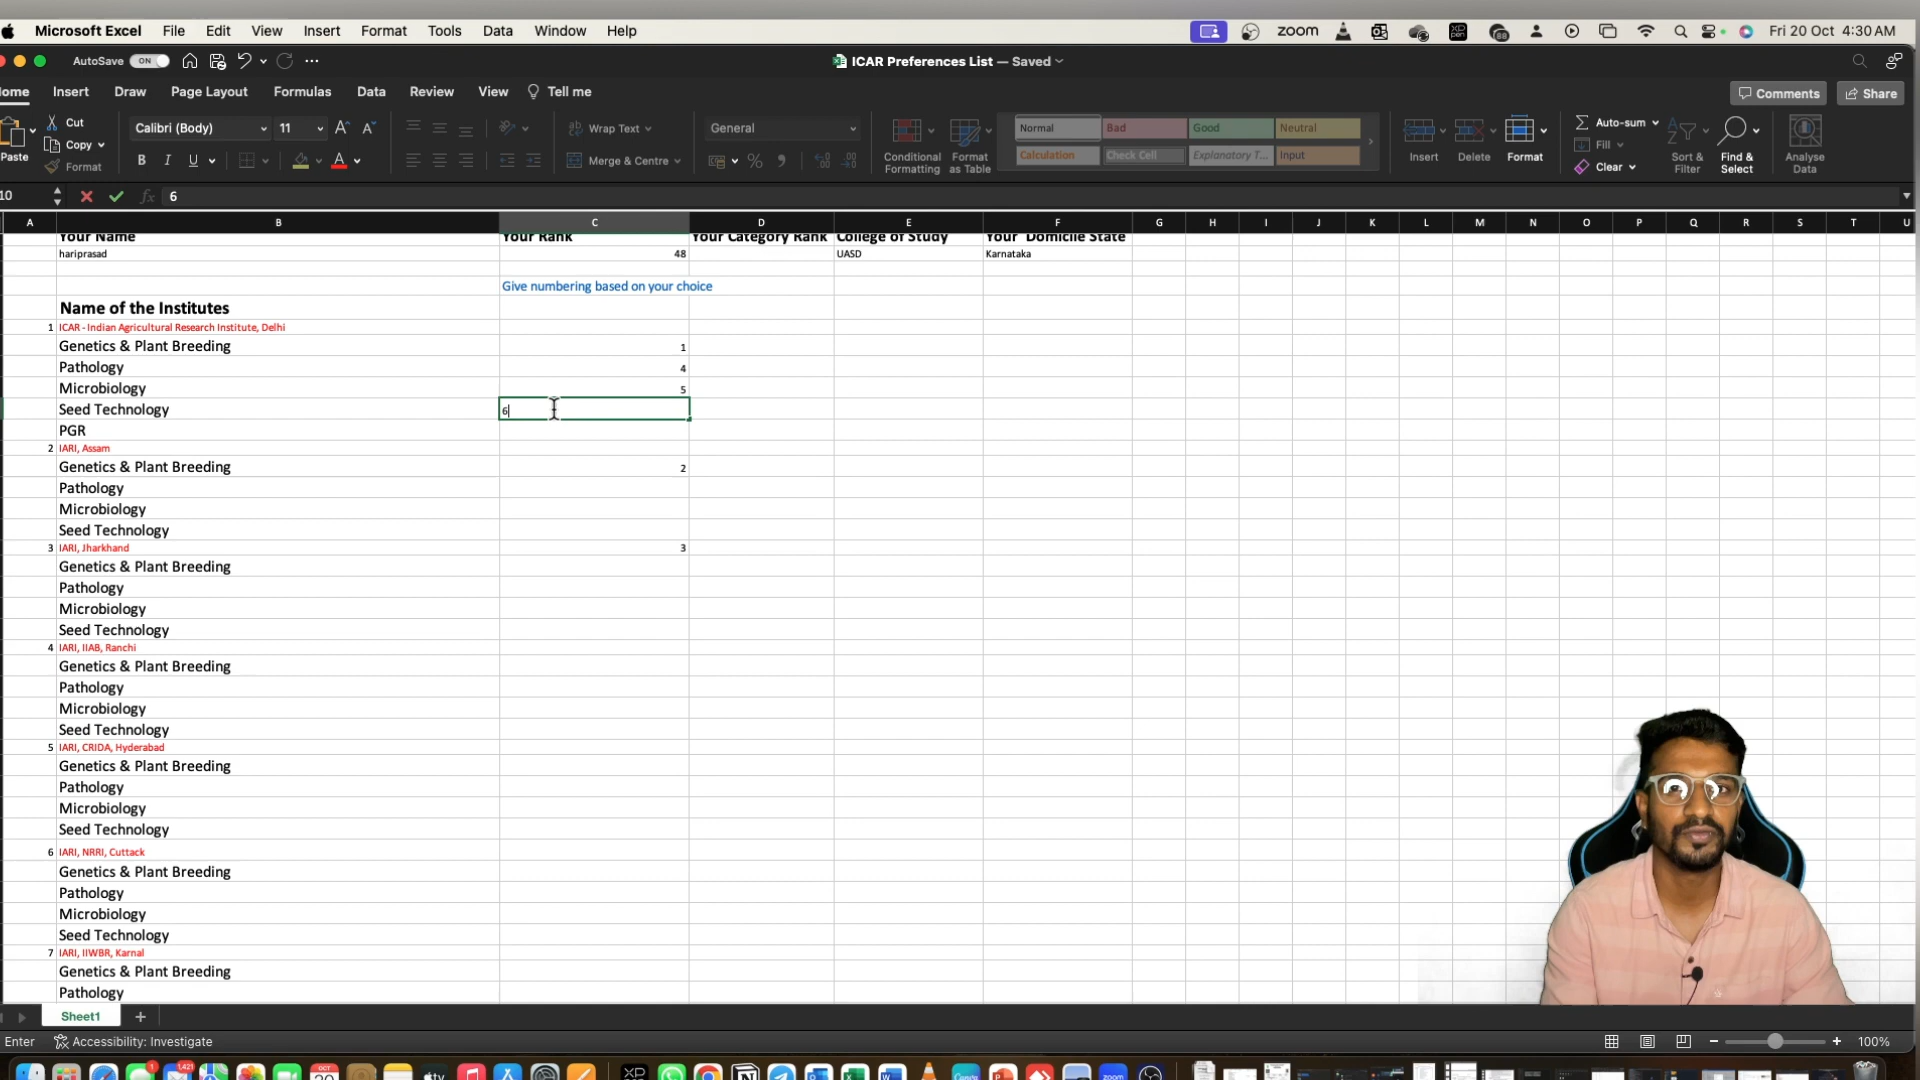 Microsoft Excel File Edit View Insert Format Tools Data Window Help zoom Fri 20 Oct 4:30 AM
AutoSave ON ICAR Preferences List — Saved
ome Insert Draw Page Layout Formulas Data Review View Tell me Comments Share
Paste Cut Copy Format Calibri (Body) 11 Wrap Text General Normal Bad Good Neutral Auto-sum
B I U A Merge & Centre Calculation Check Cell Explanatory T... Input Fill Clear
Conditional Formatting Format as Table Insert Delete Format Sort & Filter Find & Select Analyse Data
10 fx 6
A B C D E F G H I J K L M N O P Q R S T U
Your Name Your Rank Your Category Rank College of Study Your Domicile State
hariprasad 48 UASD Karnataka
Give numbering based on your choice
Name of the Institutes
1 ICAR - Indian Agricultural Research Institute, Delhi
Genetics & Plant Breeding 1
Pathology 4
Microbiology 5
Seed Technology 6
PGR
2 IARI, Assam
Genetics & Plant Breeding 2
Pathology
Microbiology
Seed Technology
3 IARI, Jharkhand 3
Genetics & Plant Breeding
Pathology
Microbiology
Seed Technology
4 IARI, IIAB, Ranchi
Genetics & Plant Breeding
Pathology
Microbiology
Seed Technology
5 IARI, CRIDA, Hyderabad
Genetics & Plant Breeding
Pathology
Microbiology
Seed Technology
6 IARI, NRRI, Cuttack
Genetics & Plant Breeding
Pathology
Microbiology
Seed Technology
7 IARI, IIWBR, Karnal
Genetics & Plant Breeding
Pathology
Sheet1 +
Enter Accessibility: Investigate 100%